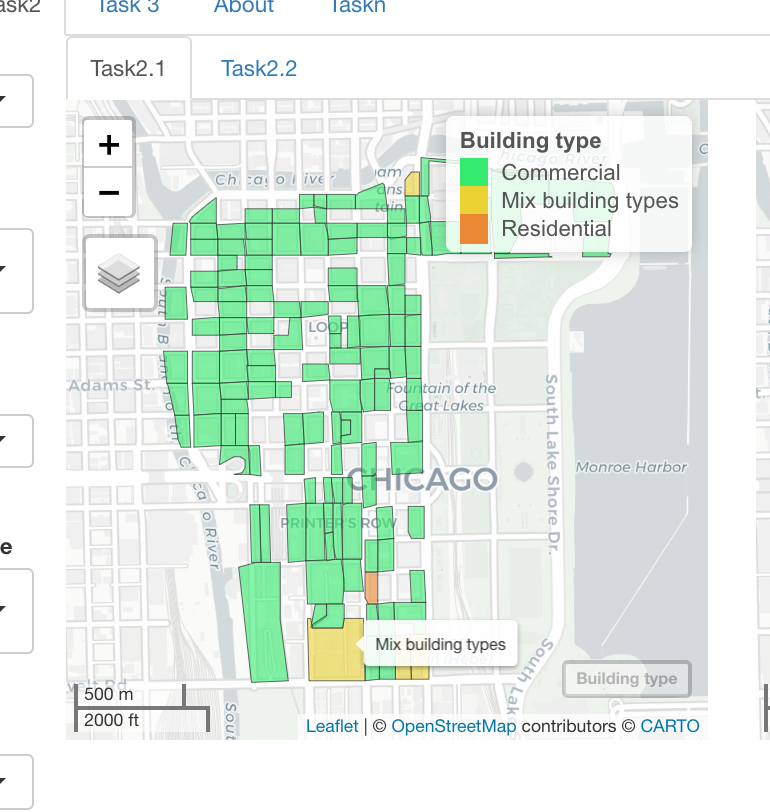 ask2
Task 3
About
Taskn
Task2.1
Task2.2
+
−
Building type
Commercial
Mix building types
Residential
Chicago River
Chicago River
LOOP
Adams St.
Fountain of the
Great Lakes
South Lake Shore Dr.
Monroe Harbor
CHICAGO
PRINTER'S ROW
e
Mix building types
Building type
South Lak
500 m
2000 ft
Leaflet | © OpenStreetMap contributors © CARTO